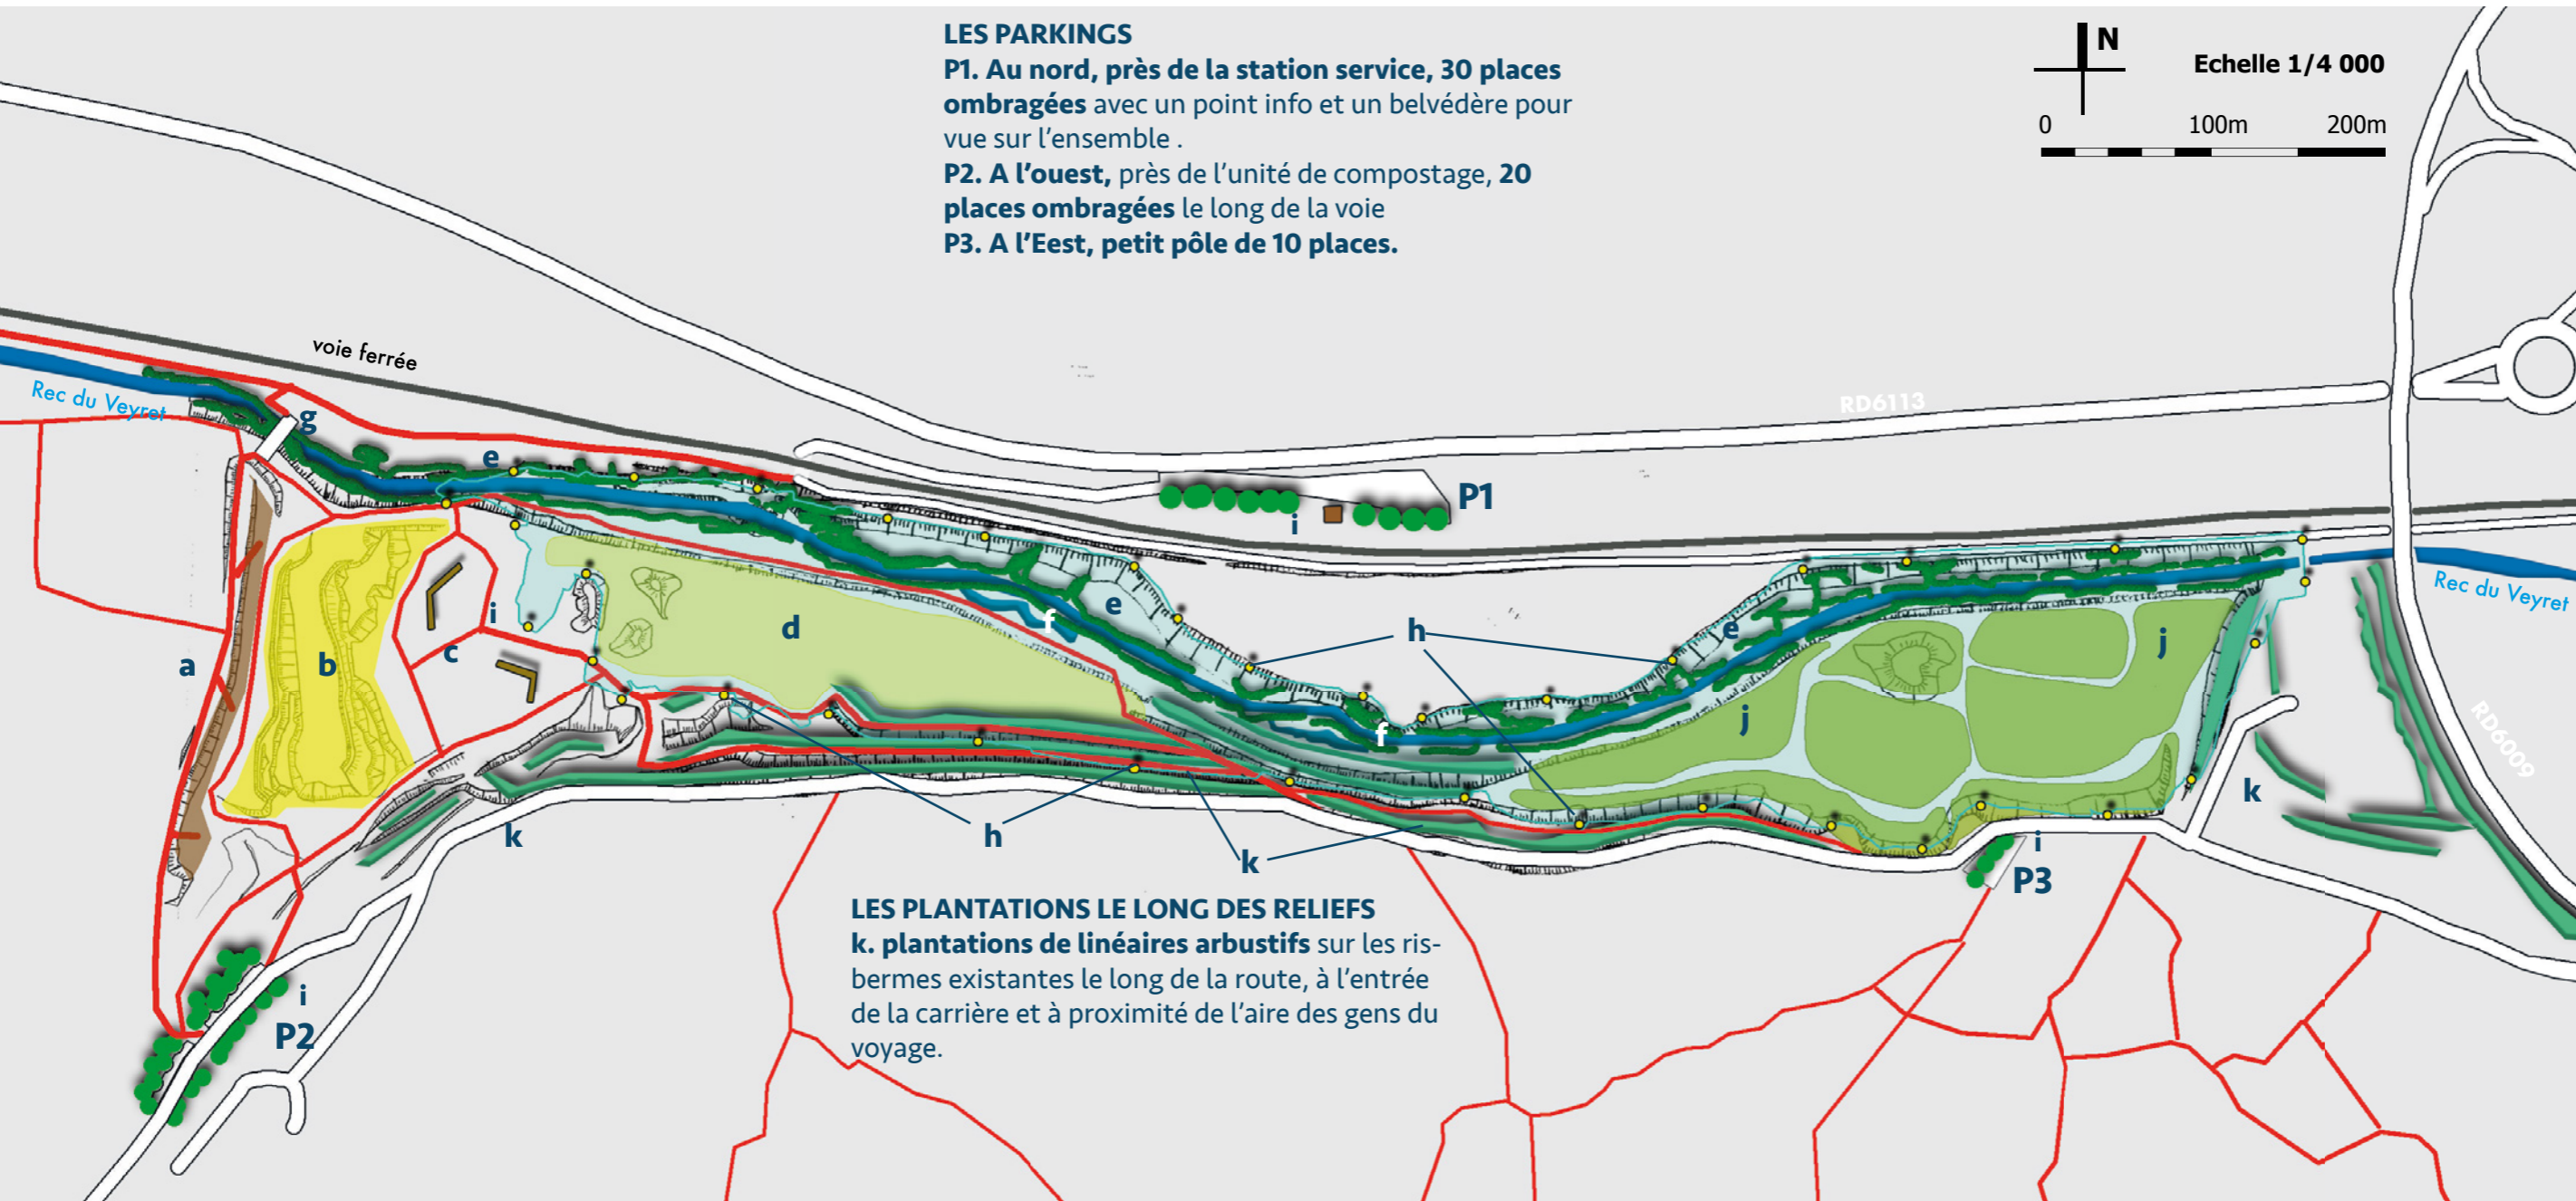 LES PARKINGS
P1. Au nord, près de la station service, 30 places
ombragées avec un point info et un belvédère pour
vue sur l'ensemble .
P2. A l'ouest, près de l'unité de compostage, 20
places ombragées le long de la voie
P3. A l'Eest, petit pôle de 10 places.
N
Echelle 1/4 000
0 100m 200m
voie ferrée
Rec du Veyret
RD6113
g
e
P1
i
Rec du Veyret
a
b
c
i
d
f
e
h
e
f
j
j
RD6009
k
h
k
k
i
P3
LES PLANTATIONS LE LONG DES RELIEFS
k. plantations de linéaires arbustifs sur les ris-
bermes existantes le long de la route, à l'entrée
de la carrière et à proximité de l'aire des gens du
voyage.
i
P2